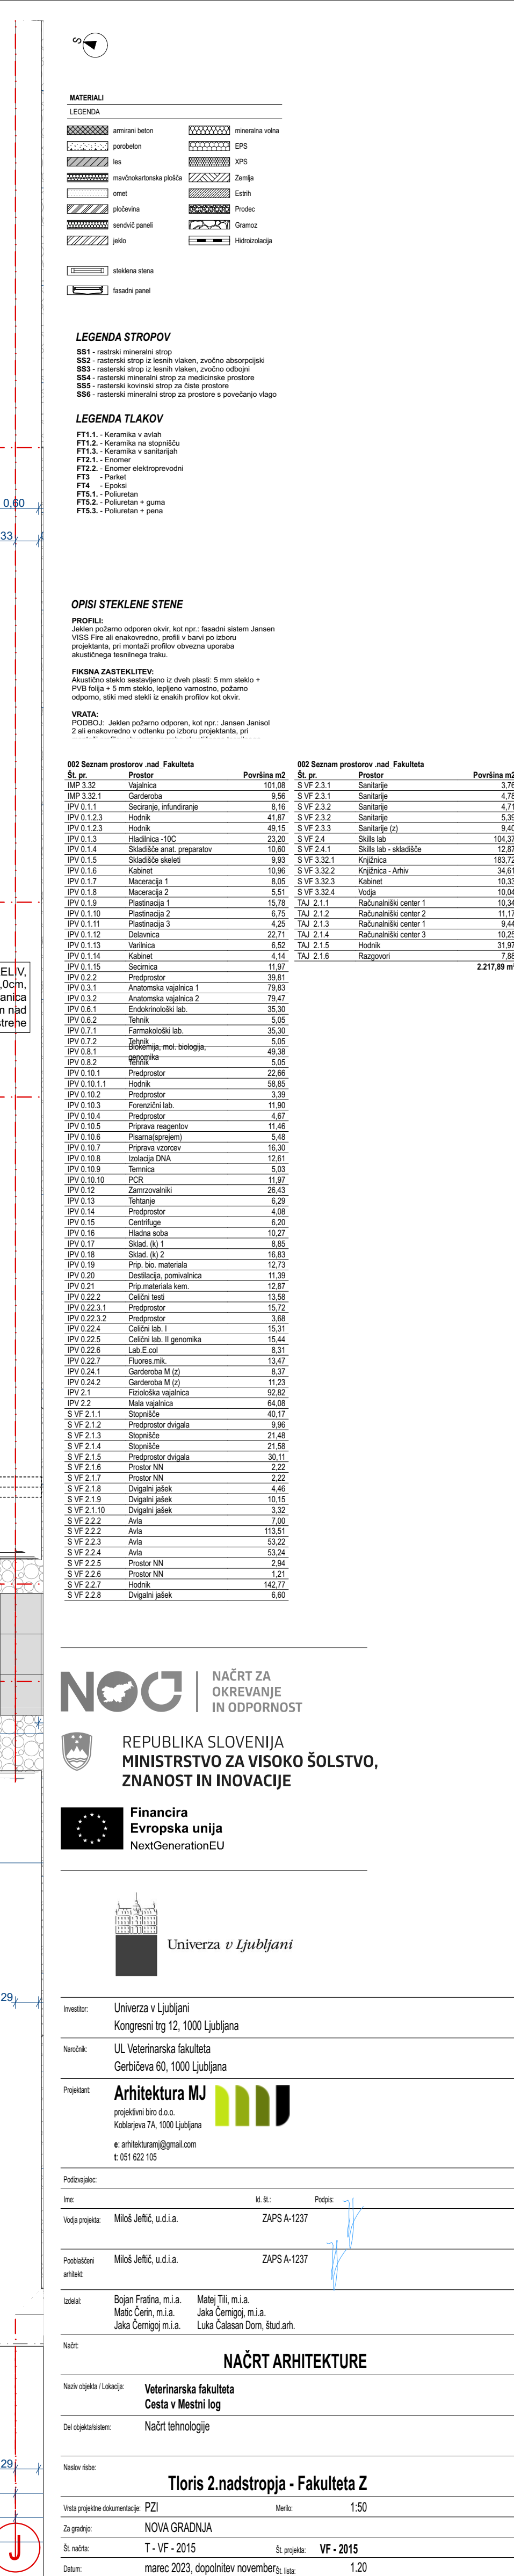 S
MATERIALI
LEGENDA
armirani beton
porobeton
les
mavčnokartonska plošča
omet
pločevina
sendvič paneli
jeklo
mineralna volna
EPS
XPS
Zemlja
Estrih
Prodec
Gramoz
Hidroizolacija
steklena stena
fasadni panel
LEGENDA STROPOV
SS1 - rastrski mineralni strop
SS2 - rasterski strop iz lesnih vlaken, zvočno absorpcijski
SS3 - rasterski strop iz lesnih vlaken, zvočno odbojni
SS4 - rasterski mineralni strop za medicinske prostore
SS5 - rasterski kovinski strop za čiste prostore
SS6 - rasterski mineralni strop za prostore s povečanjo vlago
LEGENDA TLAKOV
FT1.1. - Keramika v avlah
FT1.2. - Keramika na stopnišču
FT1.3. - Keramika v sanitarijah
FT2.1. - Enomer
FT2.2. - Enomer elektroprevodni
FT3 - Parket
FT4 - Epoksi
FT5.1. - Poliuretan
FT5.2. - Poliuretan + guma
FT5.3. - Poliuretan + pena
0,60
33
OPISI STEKLENE STENE
PROFILI:
Jeklen požarno odporen okvir, kot npr.: fasadni sistem Jansen
VISS Fire ali enakovredno, profili v barvi po izboru
projektanta, pri montaži profilov obvezna uporaba
akustičnega tesnilnega traku.
FIKSNA ZASTEKLITEV:
Akustično steklo sestavljeno iz dveh plasti: 5 mm steklo +
PVB folija + 5 mm steklo, lepljeno varnostno, požarno
odporno, stiki med stekli iz enakih profilov kot okvir.
VRATA:
PODBOJ: Jeklen požarno odporen, kot npr.: Jansen Janisol
2 ali enakovredno v odtenku po izboru projektanta, pri
002 Seznam prostorov .nad_Fakulteta
Št. pr. Prostor Površina m2
IMP 3.32 Vajalnica 101,08
IMP 3.32.1 Garderoba 9,56
IPV 0.1.1 Seciranje, infundiranje 8,16
IPV 0.1.2.3 Hodnik 41,87
IPV 0.1.2.3 Hodnik 49,15
IPV 0.1.3 Hladilnica -10C 23,20
IPV 0.1.4 Skladišče anat. preparatov 10,60
IPV 0.1.5 Skladišče skeleti 9,93
IPV 0.1.6 Kabinet 10,96
IPV 0.1.7 Maceracija 1 8,05
IPV 0.1.8 Maceracija 2 5,51
IPV 0.1.9 Plastinacija 1 15,78
IPV 0.1.10 Plastinacija 2 6,75
IPV 0.1.11 Plastinacija 3 4,25
IPV 0.1.12 Delavnica 22,71
IPV 0.1.13 Varilnica 6,52
IPV 0.1.14 Kabinet 4,14
IPV 0.1.15 Secirnica 11,97
IPV 0.2.2 Predprostor 39,81
IPV 0.3.1 Anatomska vajalnica 1 79,83
IPV 0.3.2 Anatomska vajalnica 2 79,47
IPV 0.6.1 Endokrinološki lab. 35,30
IPV 0.6.2 Tehnik 5,05
IPV 0.7.1 Farmakološki lab. 35,30
IPV 0.7.2 Tehnik 5,05
IPV 0.8.1 Biokemija, mol. biologija, genomika 49,38
IPV 0.8.2 Tehnik 5,05
IPV 0.10.1 Predprostor 22,66
IPV 0.10.1.1 Hodnik 58,85
IPV 0.10.2 Predprostor 3,39
IPV 0.10.3 Forenzični lab. 11,90
IPV 0.10.4 Predprostor 4,67
IPV 0.10.5 Priprava reagentov 11,46
IPV 0.10.6 Pisarna(sprejem) 5,48
IPV 0.10.7 Priprava vzorcev 16,30
IPV 0.10.8 Izolacija DNA 12,61
IPV 0.10.9 Temnica 5,03
IPV 0.10.10 PCR 11,97
IPV 0.12 Zamrzovalniki 26,43
IPV 0.13 Tehtanje 6,29
IPV 0.14 Predprostor 4,08
IPV 0.15 Centrifuge 6,20
IPV 0.16 Hladna soba 10,27
IPV 0.17 Sklad. (k) 1 8,85
IPV 0.18 Sklad. (k) 2 16,83
IPV 0.19 Prip. bio. materiala 12,73
IPV 0.20 Destilacija, pomivalnica 11,39
IPV 0.21 Prip.materiala kem. 12,87
IPV 0.22.2 Celični testi 13,58
IPV 0.22.3.1 Predprostor 15,72
IPV 0.22.3.2 Predprostor 3,68
IPV 0.22.4 Celični lab. I 15,31
IPV 0.22.5 Celični lab. II genomika 15,44
IPV 0.22.6 Lab.E.col 8,31
IPV 0.22.7 Fluores.mik. 13,47
IPV 0.24.1 Garderoba M (z) 8,37
IPV 0.24.2 Garderoba M (z) 11,23
IPV 2.1 Fiziološka vajalnica 92,82
IPV 2.2 Mala vajalnica 64,08
S VF 2.1.1 Stopnišče 40,17
S VF 2.1.2 Predprostor dvigala 9,96
S VF 2.1.3 Stopnišče 21,48
S VF 2.1.4 Stopnišče 21,58
S VF 2.1.5 Predprostor dvigala 30,11
S VF 2.1.6 Prostor NN 2,22
S VF 2.1.7 Prostor NN 2,22
S VF 2.1.8 Dvigalni jašek 4,46
S VF 2.1.9 Dvigalni jašek 10,15
S VF 2.1.10 Dvigalni jašek 3,32
S VF 2.2.2 Avla 7,00
S VF 2.2.2 Avla 113,51
S VF 2.2.3 Avla 53,22
S VF 2.2.4 Avla 53,24
S VF 2.2.5 Prostor NN 2,94
S VF 2.2.6 Prostor NN 1,21
S VF 2.2.7 Hodnik 142,77
S VF 2.2.8 Dvigalni jašek 6,60
002 Seznam prostorov .nad_Fakulteta
Št. pr. Prostor Površina m2
S VF 2.3.1 Sanitarije 3,76
S VF 2.3.1 Sanitarije 4,78
S VF 2.3.2 Sanitarije 4,71
S VF 2.3.2 Sanitarije 5,39
S VF 2.3.3 Sanitarije (z) 9,40
S VF 2.4 Skills lab 104,37
S VF 2.4.1 Skills lab - skladišče 12,87
S VF 3.32.1 Knjižnica 183,72
S VF 3.32.2 Knjižnica - Arhiv 34,61
S VF 3.32.3 Kabinet 10,33
S VF 3.32.4 Vodja 10,04
TAJ 2.1.1 Računalniški center 1 10,34
TAJ 2.1.2 Računalniški center 2 11,17
TAJ 2.1.3 Računalniški center 1 9,44
TAJ 2.1.4 Računalniški center 3 10,25
TAJ 2.1.5 Hodnik 31,97
TAJ 2.1.6 Razgovori 7,88
2.217,89 m
ELIV,
,0cm,
anica
m nad
strene
NOO
NAČRT ZA
OKREVANJE
IN ODPORNOST
REPUBLIKA SLOVENIJA
MINISTRSTVO ZA VISOKO ŠOLSTVO,
ZNANOST IN INOVACIJE
Financira
Evropska unija
NextGenerationEU
Univerza v Ljubljani
29
Investitor: Univerza v Ljubljani
Kongresni trg 12, 1000 Ljubljana
Naročnik: UL Veterinarska fakulteta
Gerbičeva 60, 1000 Ljubljana
Projektant: Arhitektura MJ
projektivni biro d.o.o.
Koblarjeva 7A, 1000 Ljubljana
e: arhitekturamj@gmail.com
t: 051 622 105
Podizvajalec:
Ime: Id. št.: Podpis:
Vodja projekta: Miloš Jeftič, u.d.i.a. ZAPS A-1237
Pooblaščeni arhitekt: Miloš Jeftič, u.d.i.a. ZAPS A-1237
Izdelal: Bojan Fratina, m.i.a. Matej Tili, m.i.a.
Matic Čerin, m.i.a. Jaka Černigoj, m.i.a.
Jaka Černigoj m.i.a. Luka Čalasan Dorn, štud.arh.
Načrt:
NAČRT ARHITEKTURE
Naziv objekta / Lokacija: Veterinarska fakulteta
Cesta v Mestni log
Del objekta/sistem: Načrt tehnologije
29
Naslov risbe:
Tloris 2.nadstropja - Fakulteta Z
Vrsta projektne dokumentacije: PZI Merilo: 1:50
Za gradnjo: NOVA GRADNJA
Št. načrta: T - VF - 2015 Št. projekta: VF - 2015
Datum: marec 2023, dopolnitev november Št. lista: 1.20
J